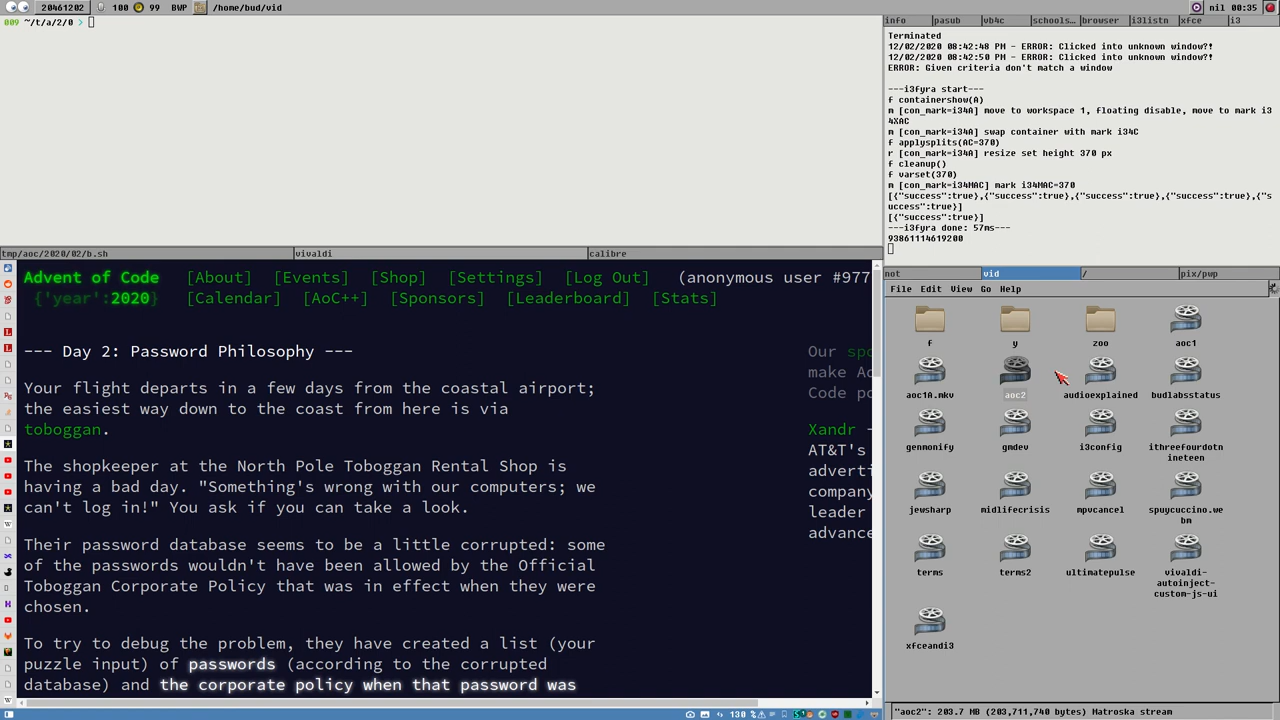 20461202 100 99 BWP /home/bud/vid nil 00:35
009 ~/t/a/2/0 >
info pasub vb4c schools… browser i3listn xfce i3
Terminated
12/02/2020 08:42:48 PM - ERROR: Clicked into unknown window?!
12/02/2020 08:42:50 PM - ERROR: Clicked into unknown window?!
ERROR: Given criteria don't match a window
---i3fyra start---
f containershow(A)
m [con_mark=i34A] move to workspace 1, floating disable, move to mark i3
4XAC
m [con_mark=i34A] swap container with mark i34C
f applysplits(AC=370)
r [con_mark=i34A] resize set height 370 px
f cleanup()
f varset(370)
m [con_mark=i34MAC] mark i34MAC=370
[{"success":true},{"success":true},{"success":true},{"success":true},{"s
uccess":true}]
[{"success":true}]
---i3fyra done: 57ms---
93861114619200
tmp/aoc/2020/02/b.sh vivaldi calibre
Advent of Code [About] [Events] [Shop] [Settings] [Log Out] (anonymous user #977
{'year':2020} [Calendar] [AoC++] [Sponsors] [Leaderboard] [Stats]
--- Day 2: Password Philosophy ---
Your flight departs in a few days from the coastal airport;
the easiest way down to the coast from here is via
toboggan.
The shopkeeper at the North Pole Toboggan Rental Shop is
having a bad day. "Something's wrong with our computers; we
can't log in!" You ask if you can take a look.
Their password database seems to be a little corrupted: some
of the passwords wouldn't have been allowed by the Official
Toboggan Corporate Policy that was in effect when they were
chosen.
To try to debug the problem, they have created a list (your
puzzle input) of passwords (according to the corrupted
database) and the corporate policy when that password was
Our spo
make Ad
Code po
Xandr -
AT&T's
adverti
company
leader
advance
130 %
not vid / pix/pwp
File Edit View Go Help
f y zoo aoc1
aoc1A.mkv aoc2 audioexplained budlabsstatus
genmonify gmdev i3config ithreefourdot
nineteen
jewsharp midlifecrisis mpvcancel spuycuccino.we
bm
terms terms2 ultimatepulse vivaldi-
autoinject-
custom-js-ui
xfceandi3
"aoc2": 203.7 MB (203,711,740 bytes) Matroska stream